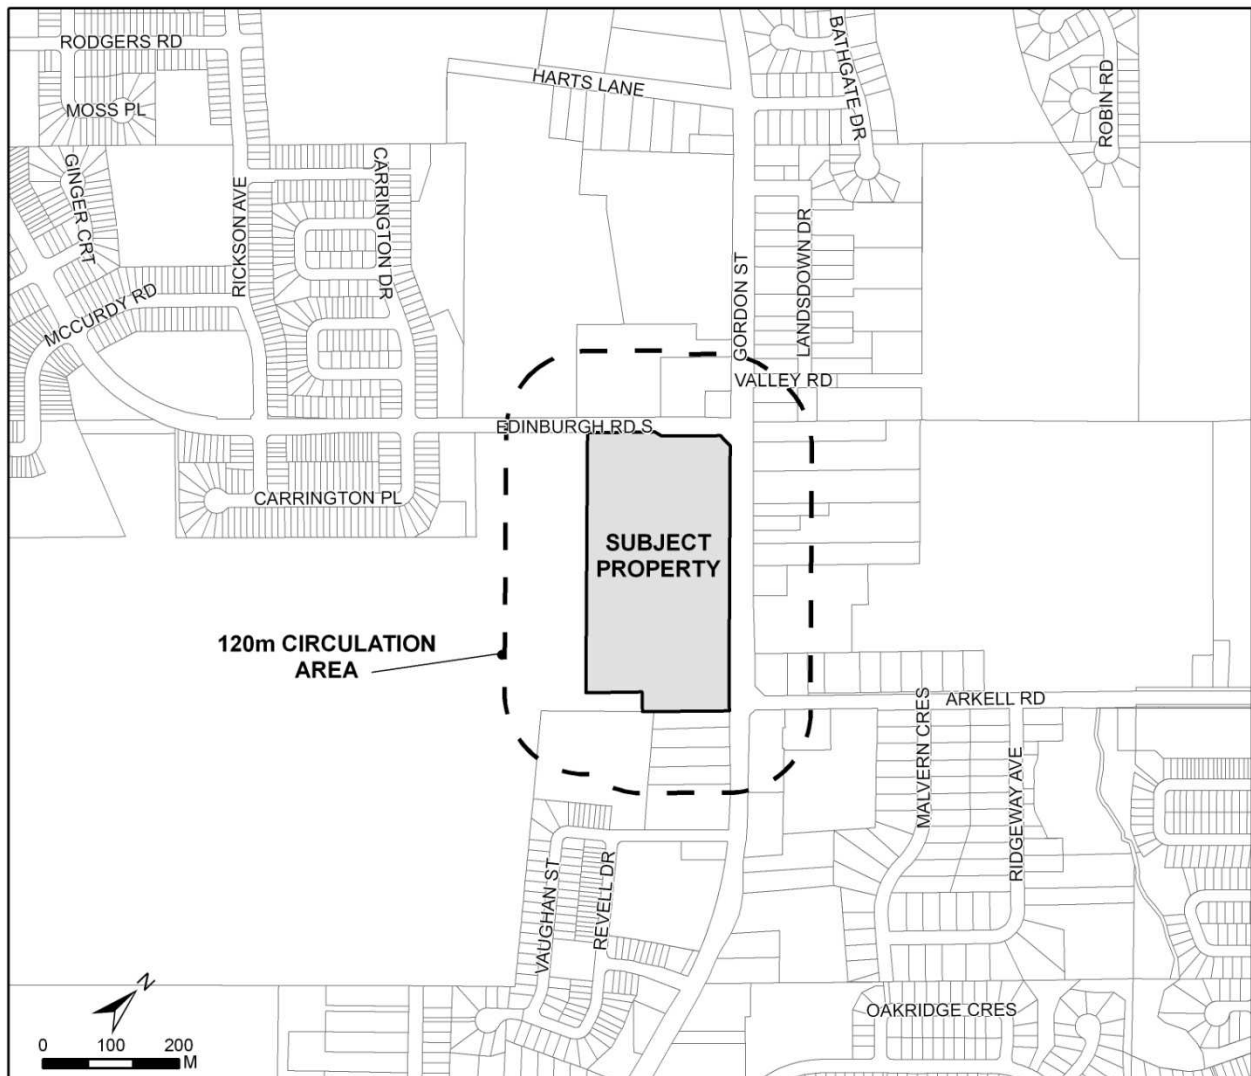 RODGERS RD
BATHGATE DR
ROBIN RD
HARTS LANE
MOSS PL
GINGER CRT
RICKSON AVE
CARRINGTON DR
GORDON ST
LANDSDOWN DR
MCCURDY RD
VALLEY RD
EDINBURGH RD S
CARRINGTON PL
SUBJECT
PROPERTY
120m CIRCULATION
AREA
ARKELL RD
MALVERN CRES
RIDGEWAY AVE
VAUGHAN ST
REVELL DR
OAKRIDGE CRES
N
0 100 200
M